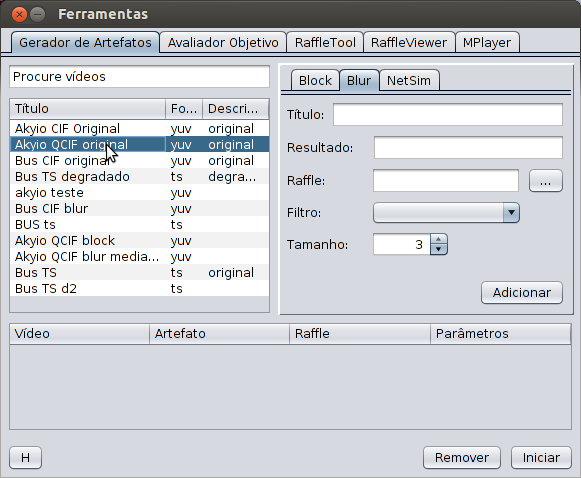 Ferramentas
Gerador de Artefatos Avaliador Objetivo RaffleTool RaffleViewer MPlayer
Procure vídeos
Título Fo... Descri...
Akyio CIF Original yuv original
Akyio QCIF original yuv original
Bus CIF original yuv original
Bus TS degradado ts degra...
akyio teste yuv
Bus CIF blur yuv
BUS ts ts
Akyio QCIF block yuv
Akyio QCIF blur media... yuv
Bus TS ts original
Bus TS d2 ts
Block Blur NetSim
Título:
Resultado:
Raffle: ...
Filtro:
Tamanho: 3
Adicionar
Vídeo Artefato Raffle Parâmetros
H Remover Iniciar